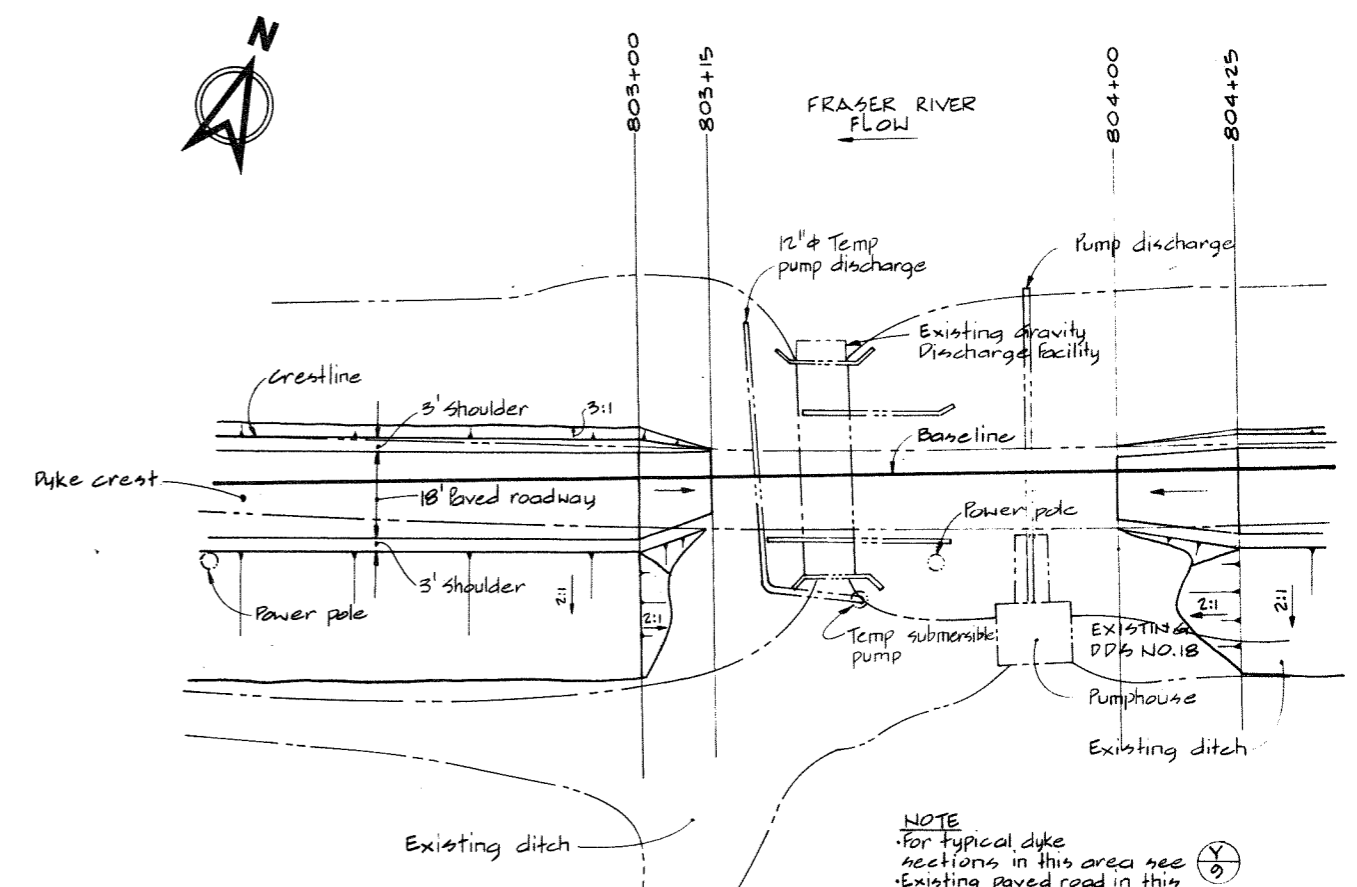 N
803+00
803+15
FRASER RIVER
FLOW
804+00
804+25
12"φ Temp
pump discharge
Pump discharge
Existing Gravity
Discharge Facility
Crestline
3' Shoulder
3:1
Baseline
Dyke crest
18' Paved roadway
Power pole
3' Shoulder
Power pole
2:1
2:1
2:1
2:1
Temp submersible
pump
EXISTING
DDS NO.18
Pumphouse
Existing ditch
Existing ditch
NOTE
•For typical dyke
sections in this area see
Y
9
•Existing paved road in this